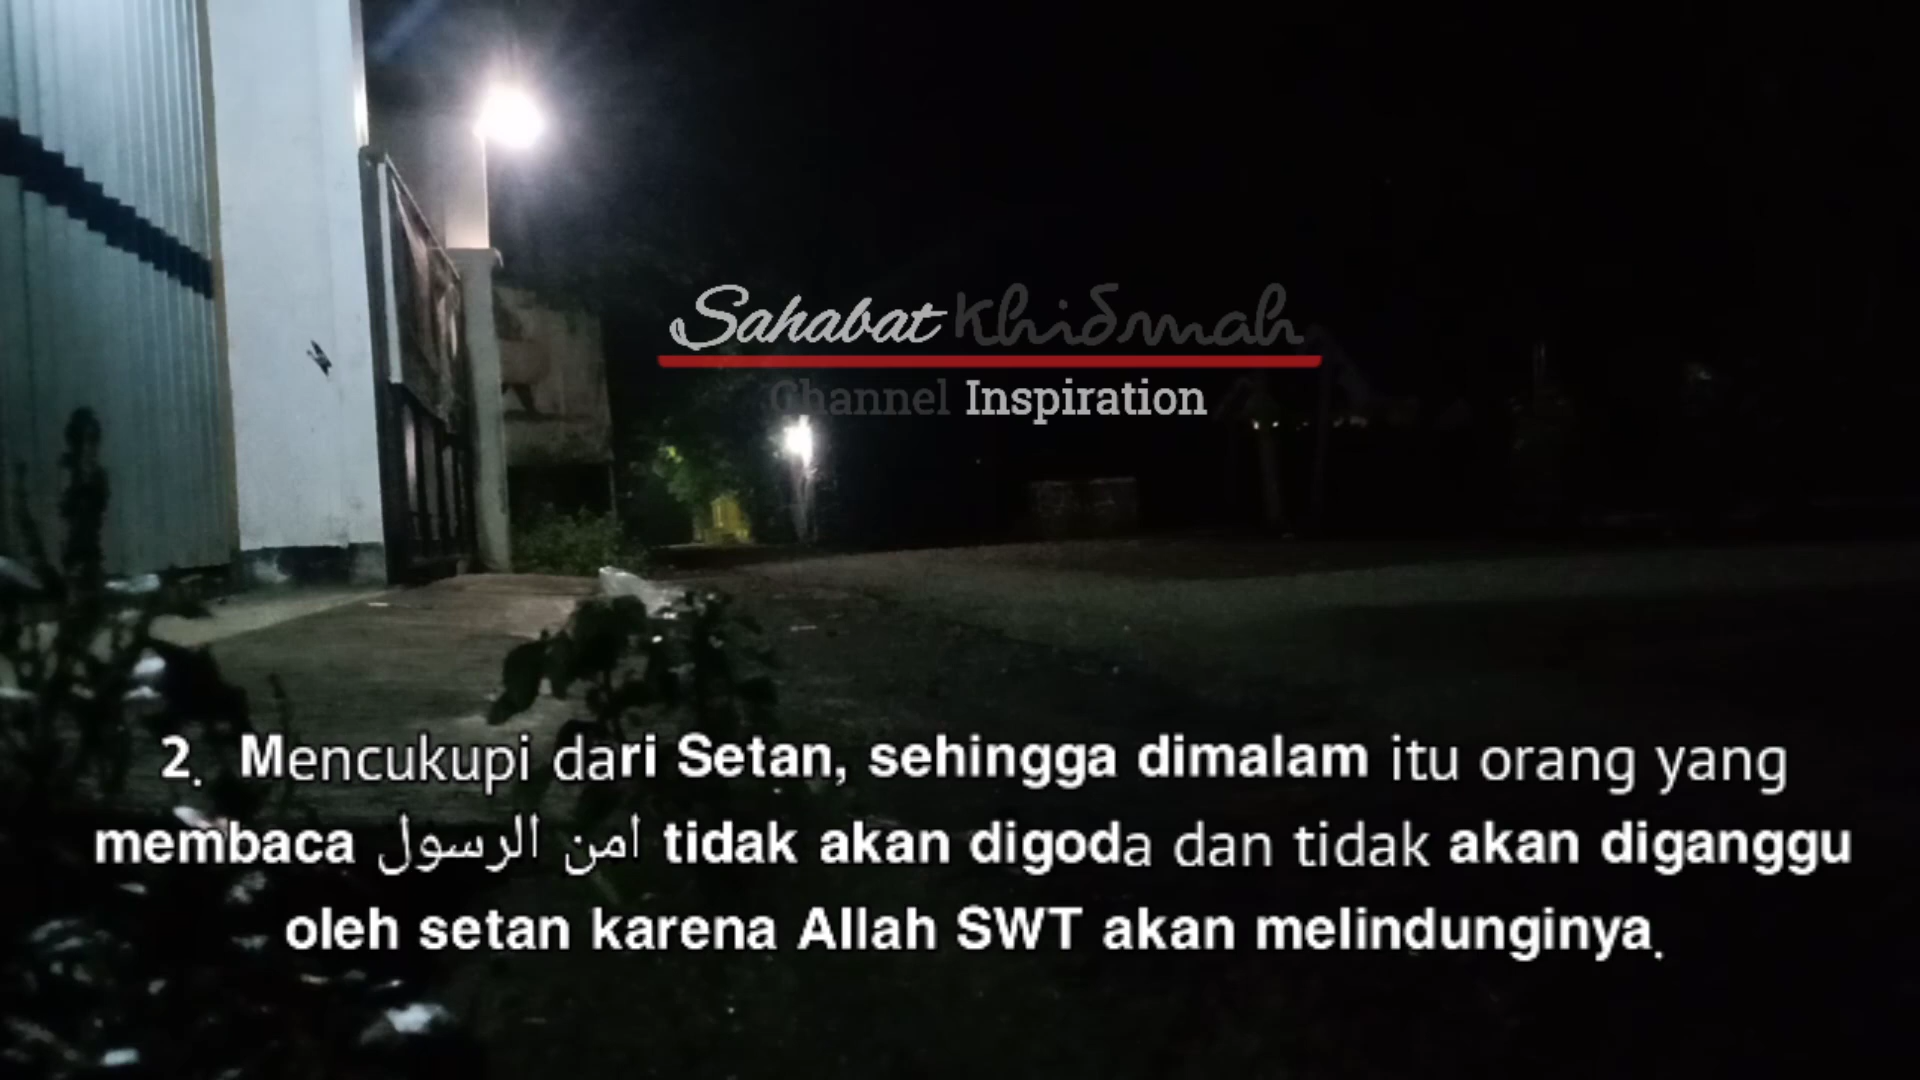 Sahabat Khidmah
Channel Inspiration
2. Mencukupi dari Setan, sehingga dimalam itu orang yang
membaca امن الرسول tidak akan digoda dan tidak akan diganggu
oleh setan karena Allah SWT akan melindunginya.